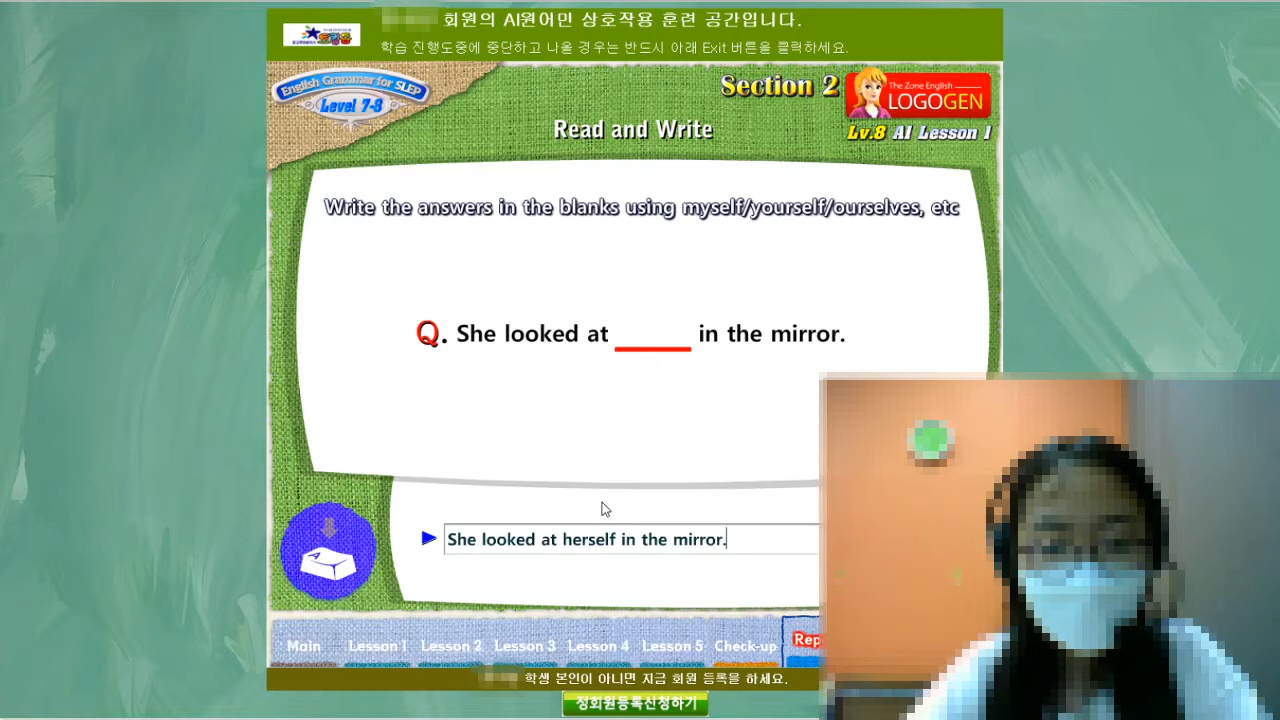 회원의 AI원어민 상호작용 훈련 공간입니다.
학습 진행도중에 중단하고 나올 경우는 반드시 아래 Exit 버튼을 클릭하세요.
English Grammar for SLEP
Level 7-8
Section 2
The Zone English
LOGOGEN
Lv.8 AI Lesson 1
Read and Write
Write the answers in the blanks using myself/yourself/ourselves, etc
Q. She looked at ______ in the mirror.
She looked at herself in the mirror.
A
Main Lesson 1 Lesson 2 Lesson 3 Lesson 4 Lesson 5 Check-up Rep
학생 본인이 아니면 지금 회원 등록을 하세요.
정회원등록신청하기